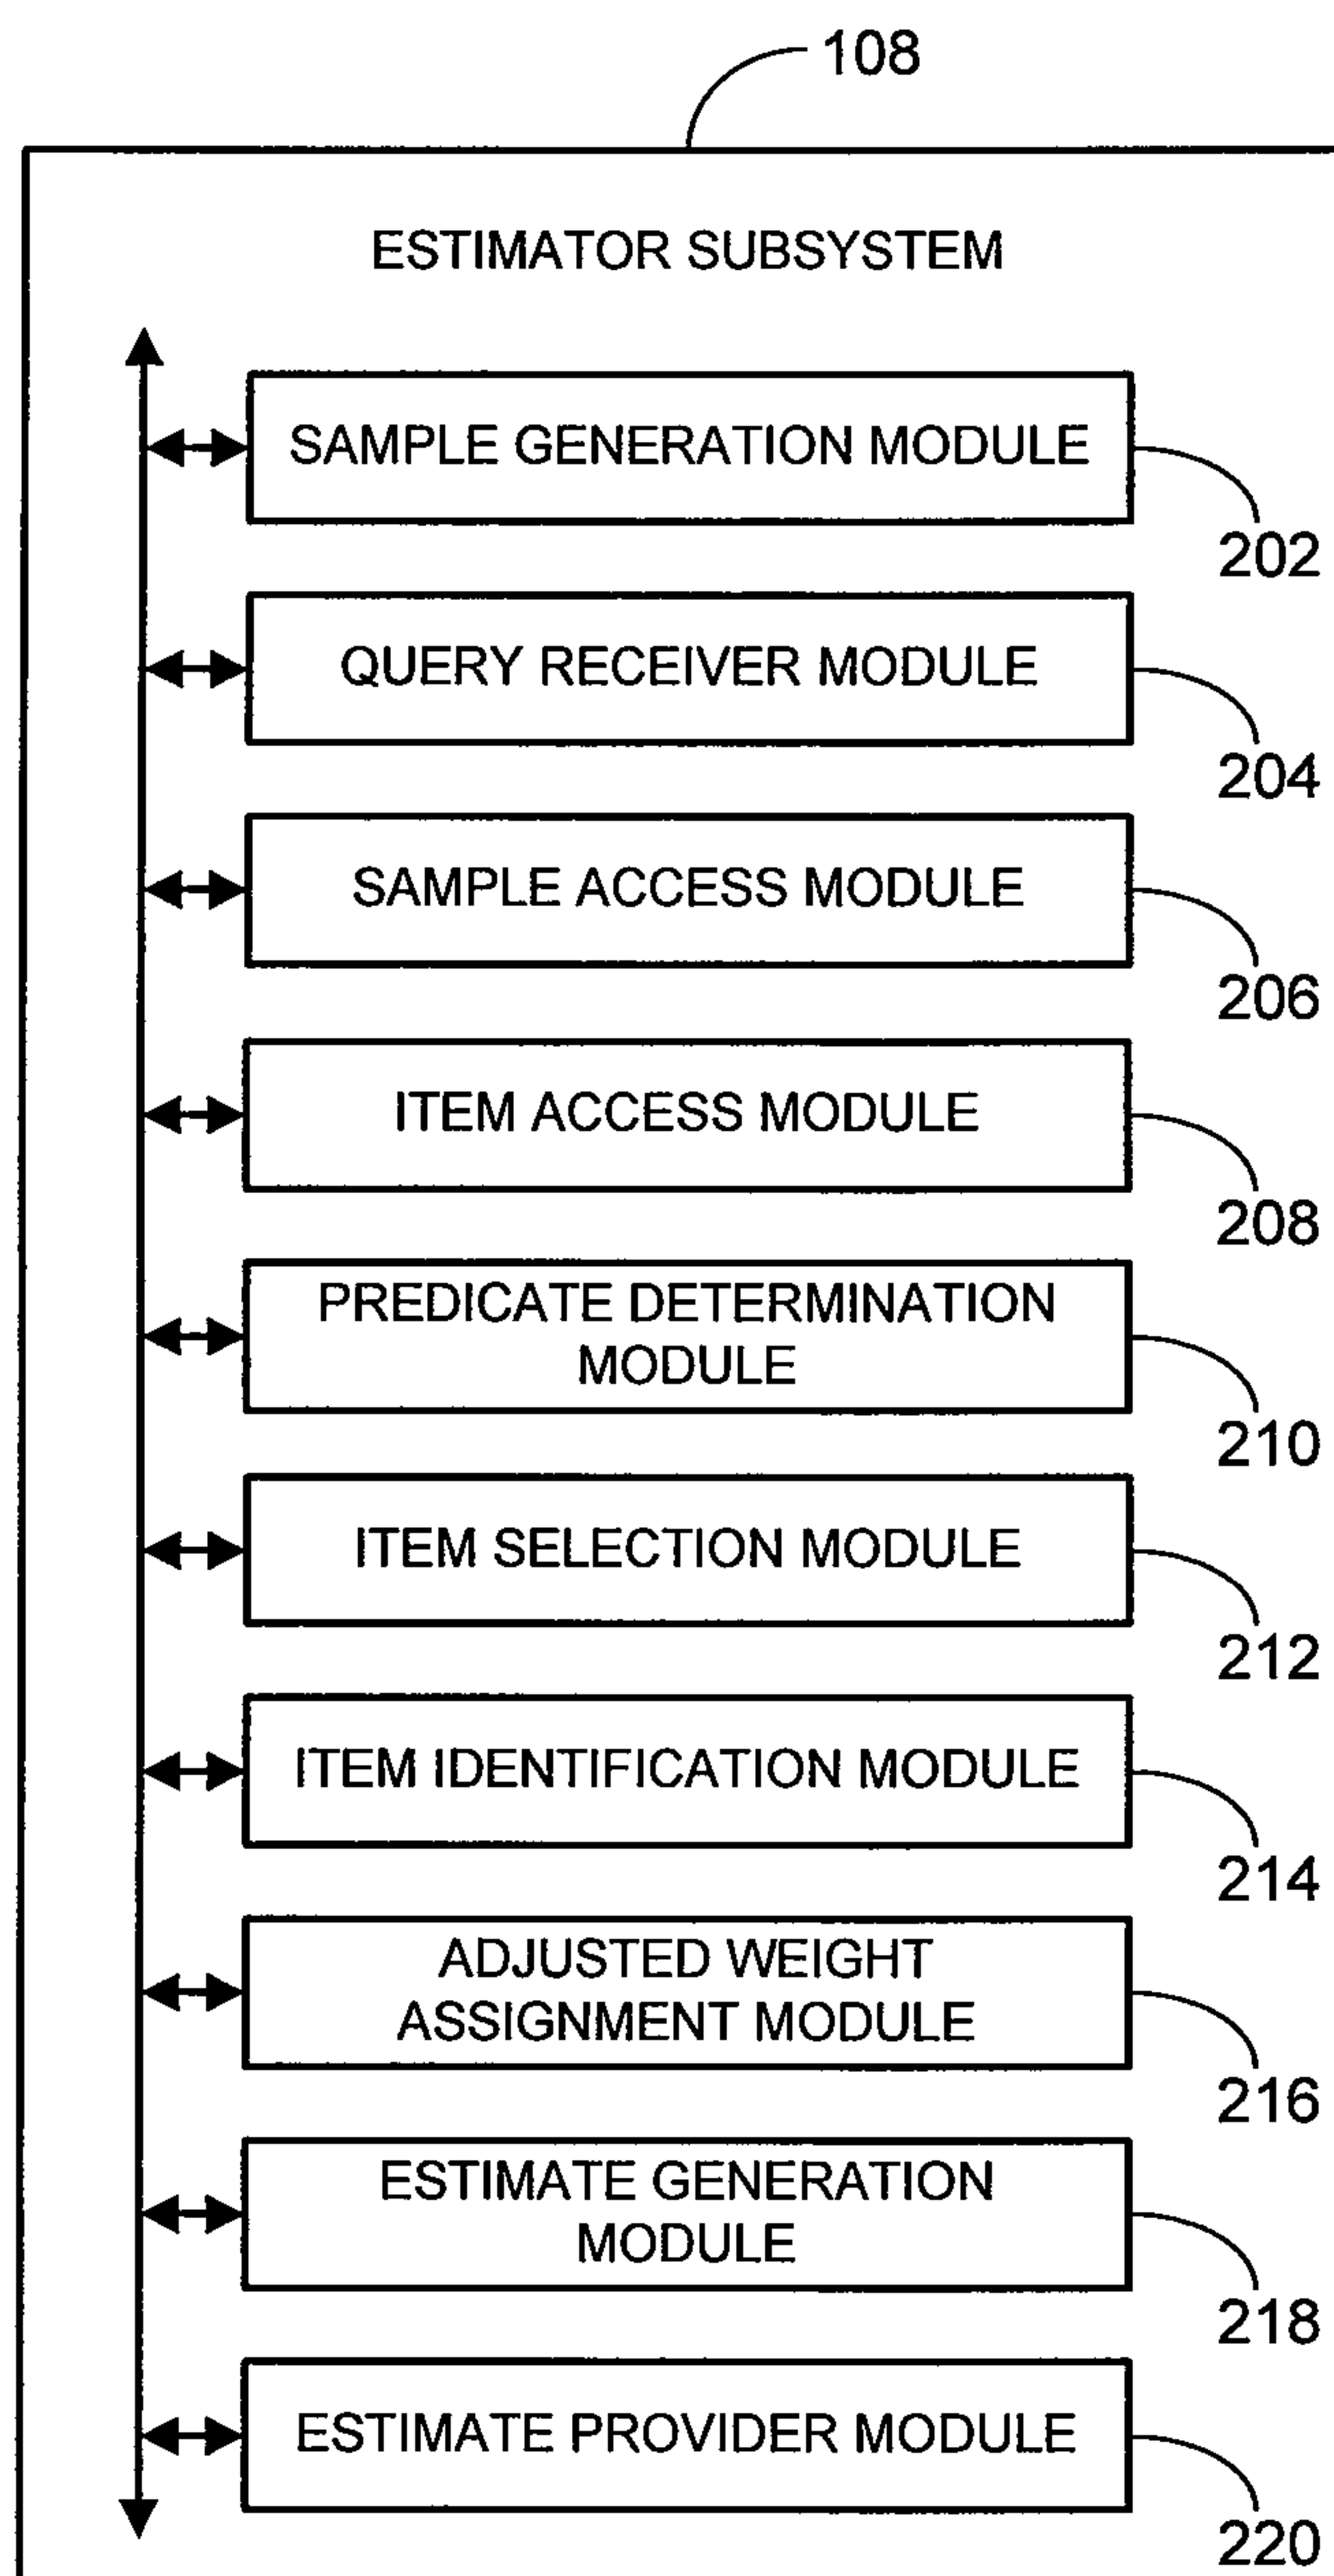 108
ESTIMATOR SUBSYSTEM
SAMPLE GENERATION MODULE
202
QUERY RECEIVER MODULE
204
SAMPLE ACCESS MODULE
206
ITEM ACCESS MODULE
208
PREDICATE DETERMINATION
MODULE
210
ITEM SELECTION MODULE
212
ITEM IDENTIFICATION MODULE
214
ADJUSTED WEIGHT
ASSIGNMENT MODULE
216
ESTIMATE GENERATION
MODULE
218
ESTIMATE PROVIDER MODULE
220